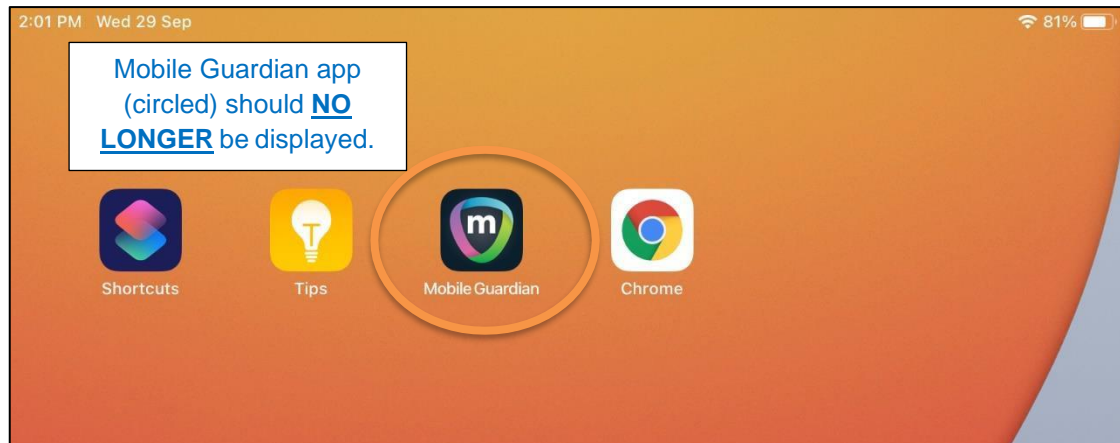 2:01 PM Wed 29 Sep
81%
Mobile Guardian app
(circled) should NO
LONGER be displayed.
m
Shortcuts Tips Mobile Guardian Chrome